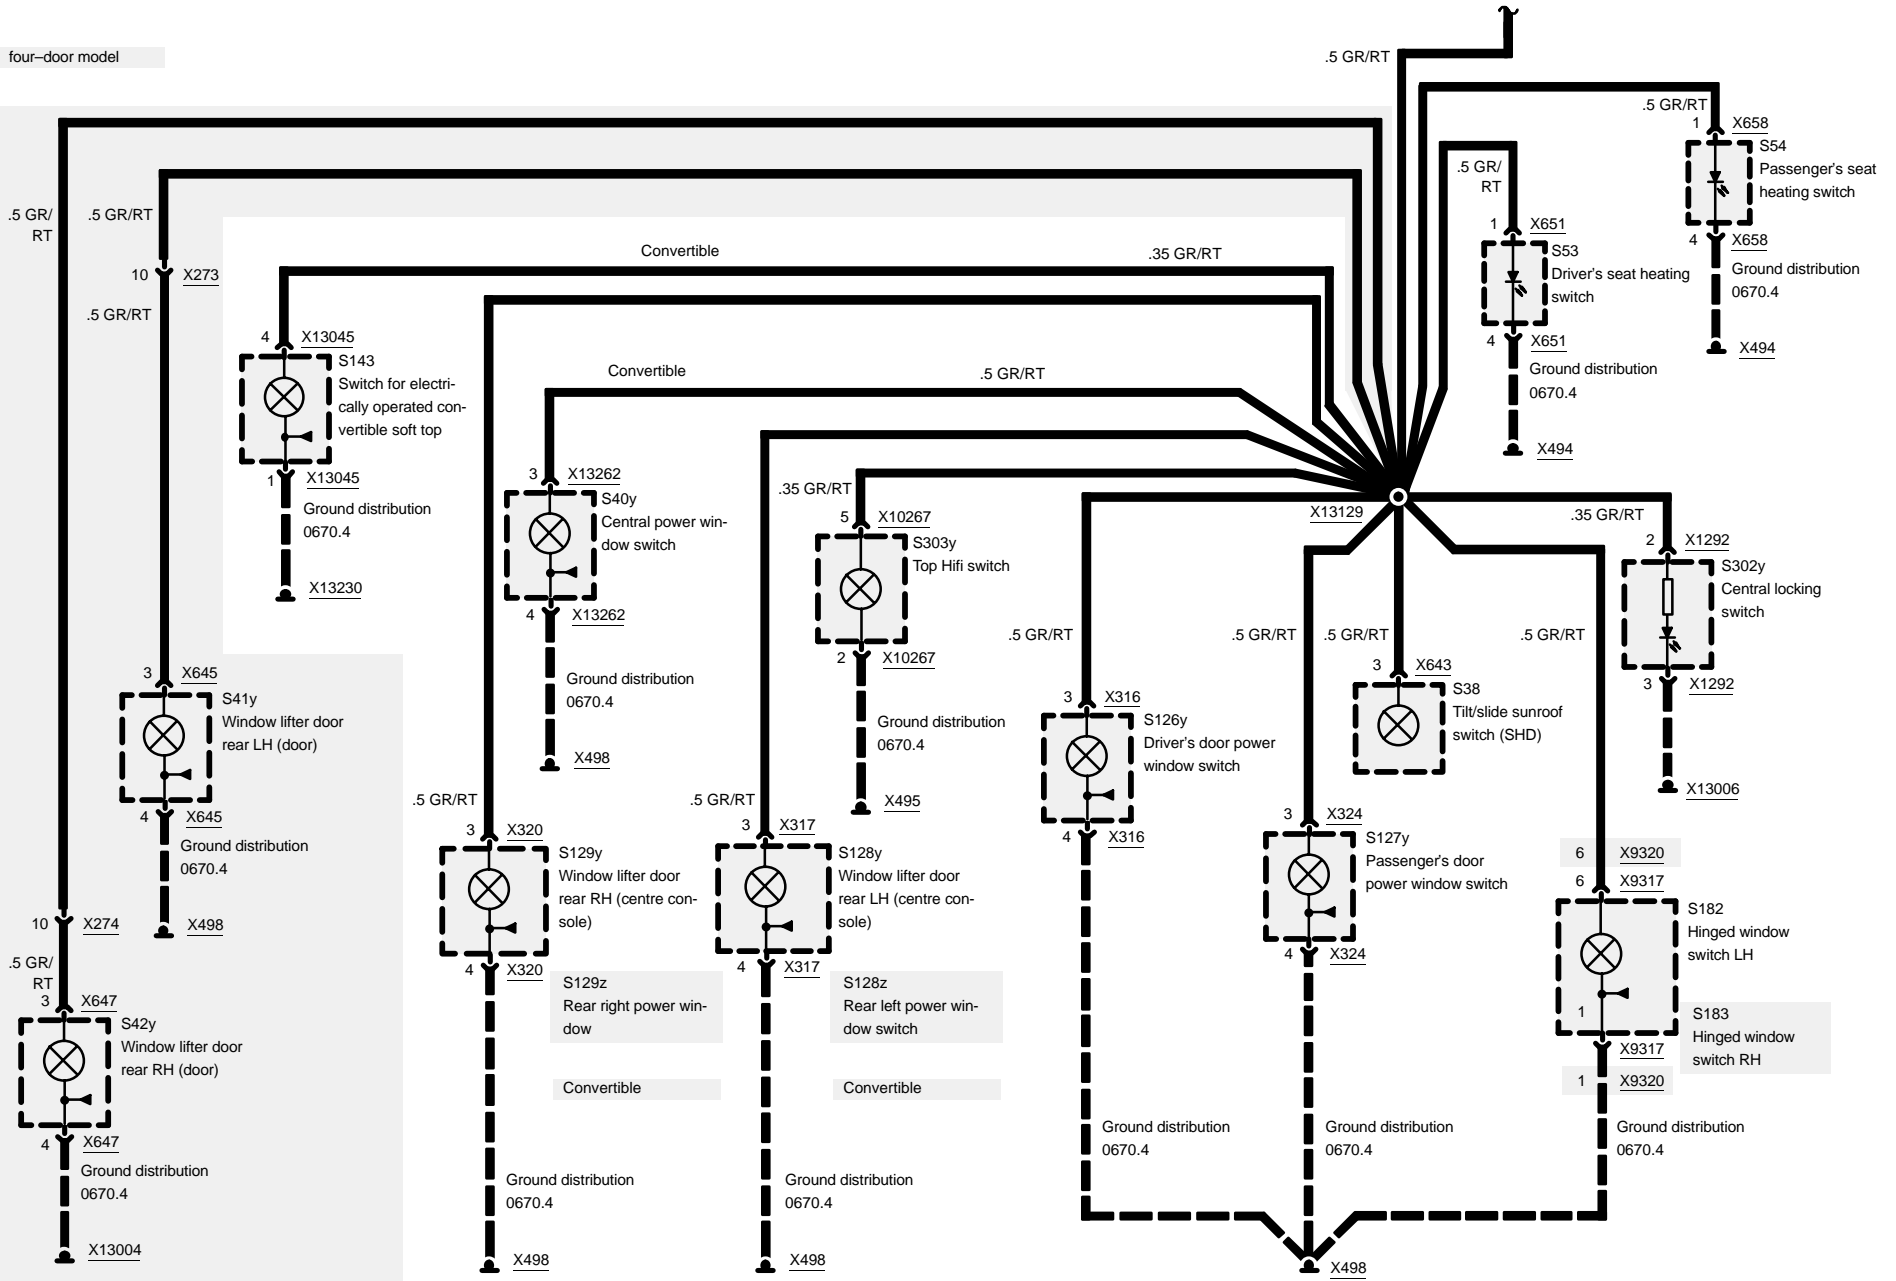 four–door model
.5 GR/RT
.5 GR/RT
1 X658
S54
Passenger's seat
heating switch
4 X658
Ground distribution
0670.4
X494
.5 GR/
RT
1 X651
S53
Driver's seat heating
switch
4 X651
Ground distribution
0670.4
X494
.5 GR/
RT
.5 GR/RT
10 X273
.5 GR/RT
Convertible
.35 GR/RT
4 X13045
S143
Switch for electri-
cally operated con-
vertible soft top
1 X13045
Ground distribution
0670.4
X13230
Convertible
.5 GR/RT
3 X13262
S40y
Central power win-
dow switch
4 X13262
Ground distribution
0670.4
X498
.35 GR/RT
5 X10267
S303y
Top Hifi switch
2 X10267
Ground distribution
0670.4
X495
X13129
.35 GR/RT
2 X1292
S302y
Central locking
switch
3 X1292
X13006
.5 GR/RT
.5 GR/RT
.5 GR/RT
.5 GR/RT
3 X643
S38
Tilt/slide sunroof
switch (SHD)
3 X645
S41y
Window lifter door
rear LH (door)
4 X645
Ground distribution
0670.4
X498
3 X316
S126y
Driver's door power
window switch
4 X316
3 X324
S127y
Passenger's door
power window switch
4 X324
.5 GR/RT
3 X320
S129y
Window lifter door
rear RH (centre con-
sole)
4 X320
S129z
Rear right power win-
dow
Convertible
.5 GR/RT
3 X317
S128y
Window lifter door
rear LH (centre con-
sole)
4 X317
S128z
Rear left power win-
dow switch
Convertible
6 X9320
6 X9317
S182
Hinged window
switch LH
1
S183
Hinged window
switch RH
X9317
1 X9320
10 X274
.5 GR/
RT
3 X647
S42y
Window lifter door
rear RH (door)
4 X647
Ground distribution
0670.4
X13004
Ground distribution
0670.4
X498
Ground distribution
0670.4
X498
Ground distribution
0670.4
Ground distribution
0670.4
Ground distribution
0670.4
X498